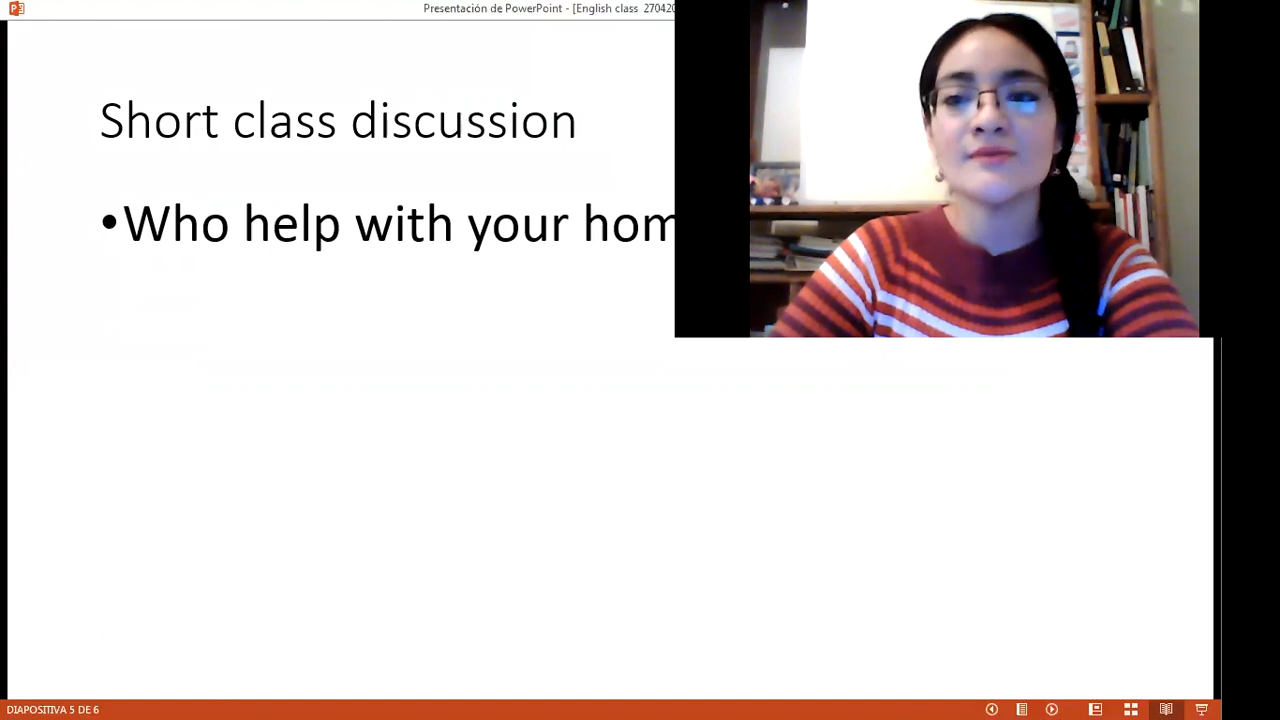 Presentación de PowerPoint - [English class 270420
Short class discussion
•Who help with your hom
DIAPOSITIVA 5 DE 6